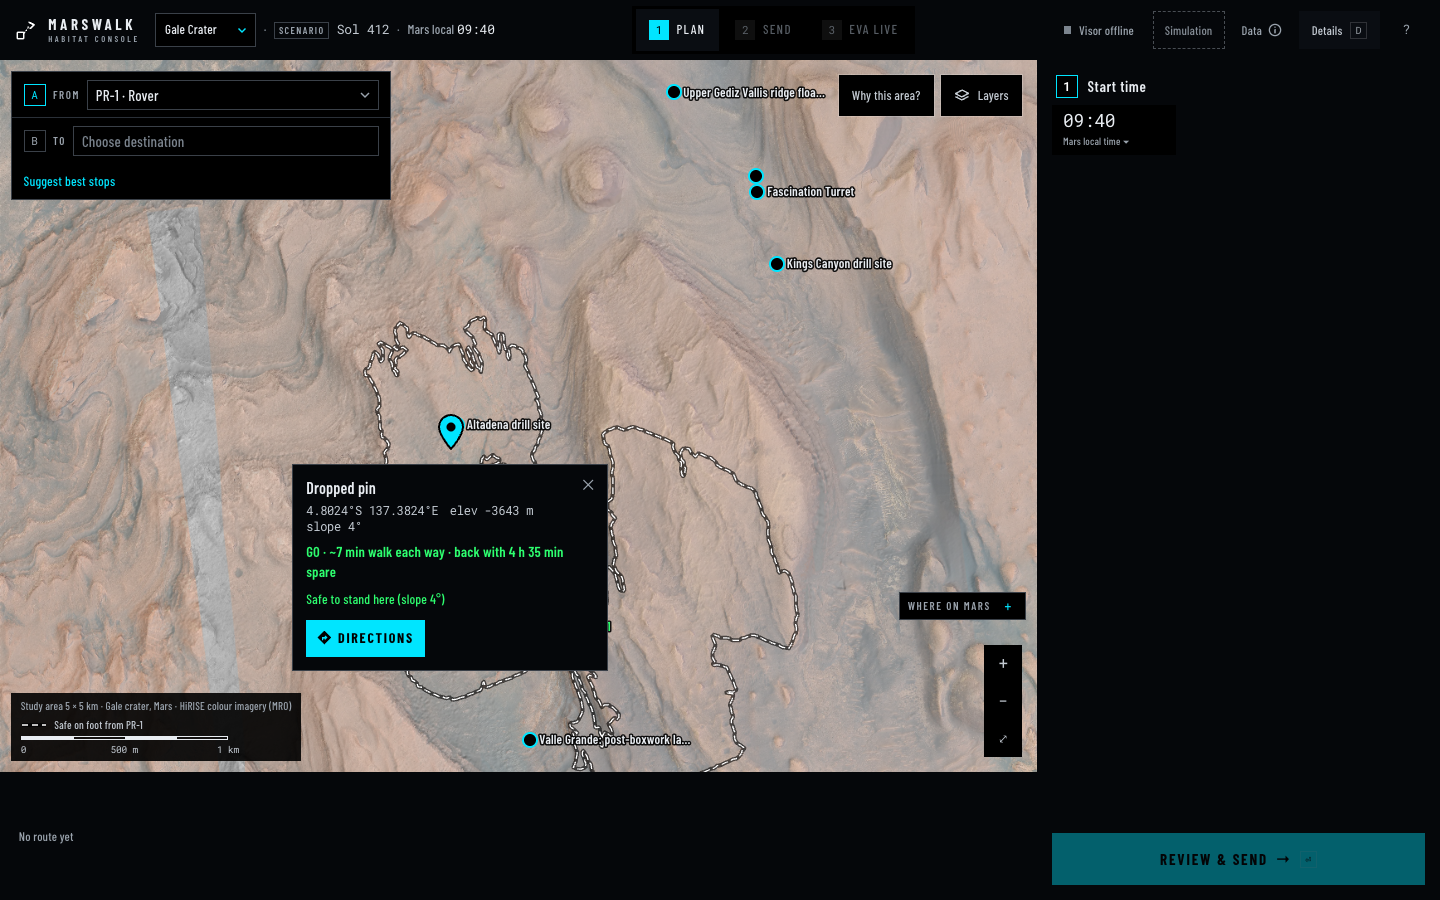 MARSWALK
HABITAT CONSOLE
Gale Crater
· SCENARIO Sol 412 · Mars local 09:40
1 PLAN
2 SEND
3 EVA LIVE
Visor offline
Simulation
Data
Details D
?
A FROM PR-1 · Rover
B TO Choose destination
Suggest best stops
Upper Gediz Vallis ridge floa...
Why this area?
Layers
Fascination Turret
Kings Canyon drill site
Altadena drill site
Dropped pin
4.8024°S 137.3824°E elev -3643 m
slope 4°
GO · ~7 min walk each way · back with 4 h 35 min
spare
Safe to stand here (slope 4°)
DIRECTIONS
WHERE ON MARS +
+
−
Study area 5 × 5 km · Gale crater, Mars · HiRISE colour imagery (MRO)
Safe on foot from PR-1
0 500 m 1 km
Valle Grande: post-boxwork la...
1 Start time
09:40
Mars local time
No route yet
REVIEW & SEND →